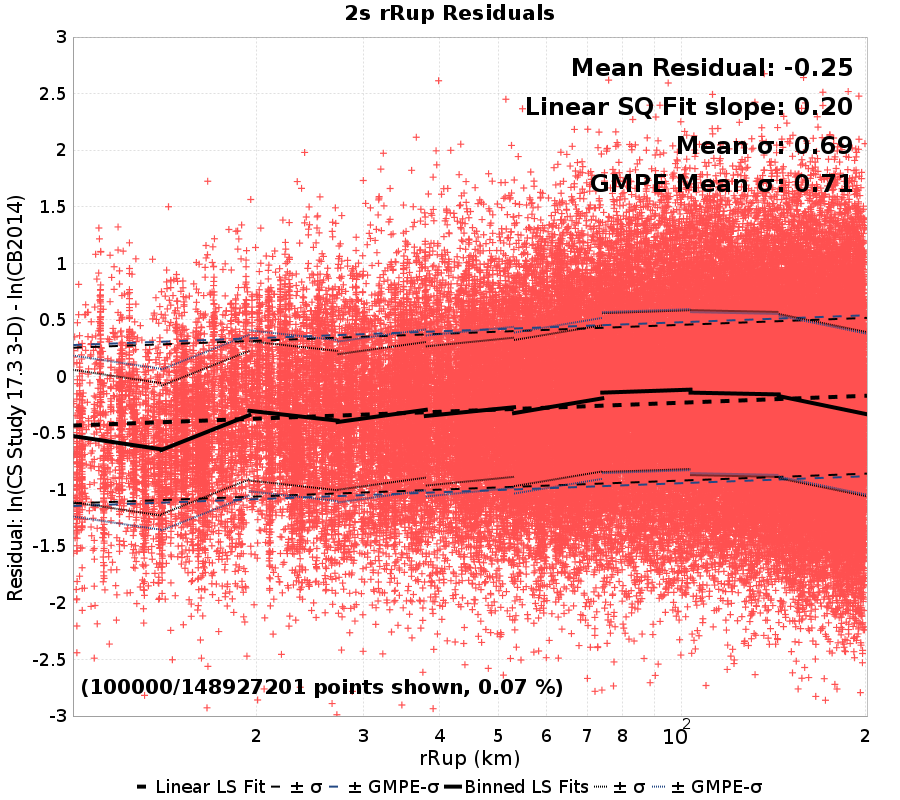 2s rRup Residuals
Mean Residual: -0.25
Linear SQ Fit slope: 0.20
Mean σ: 0.69
GMPE Mean σ: 0.71
Residual: ln(CS Study 17.3 3-D) - ln(CB2014)
3
2.5
2
1.5
1
0.5
0
-0.5
-1
-1.5
-2
-2.5
-3
(100000/148927201 points shown, 0.07 %)
2 3 4 5 6 7 8 10² 2
rRup (km)
Linear LS Fit ± σ ± GMPE-σ Binned LS Fits ± σ ± GMPE-σ